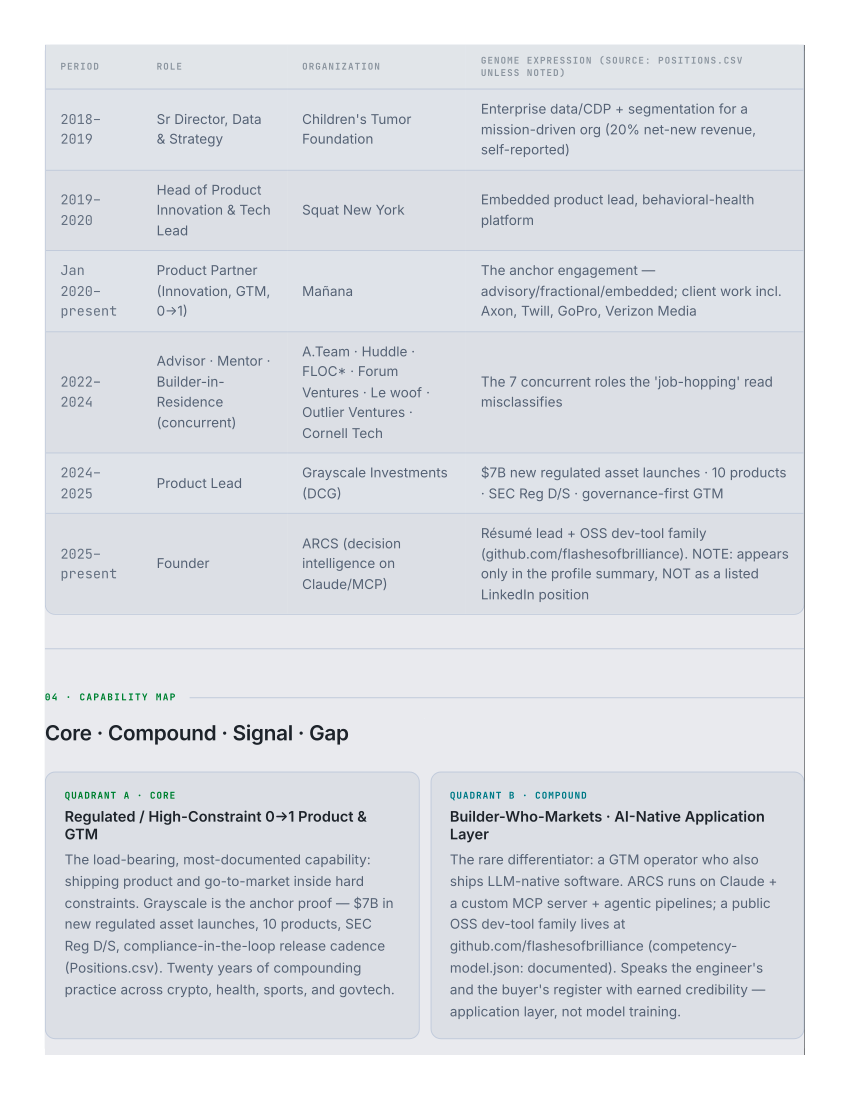 PERIOD ROLE ORGANIZATION GENOME EXPRESSION (SOURCE: POSITIONS.CSV
UNLESS NOTED)
2018–
2019
Sr Director, Data
& Strategy
Children's Tumor
Foundation
Enterprise data/CDP + segmentation for a
mission-driven org (20% net-new revenue,
self-reported)
2019–
2020
Head of Product
Innovation & Tech
Lead
Squat New York
Embedded product lead, behavioral-health
platform
Jan
2020–
present
Product Partner
(Innovation, GTM,
0→1)
Mañana
The anchor engagement —
advisory/fractional/embedded; client work incl.
Axon, Twill, GoPro, Verizon Media
2022–
2024
Advisor · Mentor ·
Builder-in-
Residence
(concurrent)
A.Team · Huddle ·
FLOC* · Forum
Ventures · Le woof ·
Outlier Ventures ·
Cornell Tech
The 7 concurrent roles the 'job-hopping' read
misclassifies
2024–
2025
Product Lead
Grayscale Investments
(DCG)
$7B new regulated asset launches · 10 products
· SEC Reg D/S · governance-first GTM
2025–
present
Founder
ARCS (decision
intelligence on
Claude/MCP)
Résumé lead + OSS dev-tool family
(github.com/flashesofbrilliance). NOTE: appears
only in the profile summary, NOT as a listed
LinkedIn position
04 · CAPABILITY MAP
Core · Compound · Signal · Gap
QUADRANT A · CORE
Regulated / High-Constraint 0→1 Product &
GTM
The load-bearing, most-documented capability:
shipping product and go-to-market inside hard
constraints. Grayscale is the anchor proof — $7B in
new regulated asset launches, 10 products, SEC
Reg D/S, compliance-in-the-loop release cadence
(Positions.csv). Twenty years of compounding
practice across crypto, health, sports, and govtech.
QUADRANT B · COMPOUND
Builder-Who-Markets · AI-Native Application
Layer
The rare differentiator: a GTM operator who also
ships LLM-native software. ARCS runs on Claude +
a custom MCP server + agentic pipelines; a public
OSS dev-tool family lives at
github.com/flashesofbrilliance (competency-
model.json: documented). Speaks the engineer's
and the buyer's register with earned credibility —
application layer, not model training.